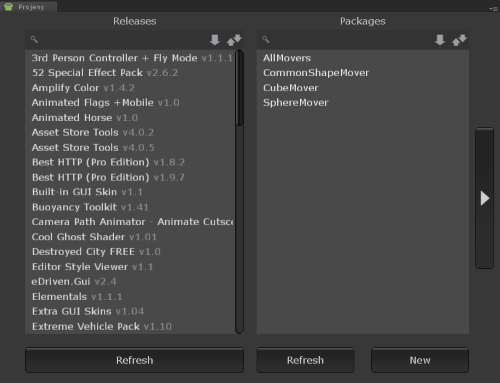 Projeny
Releases
Packages
3rd Person Controller + Fly Mode v1.1.1
52 Special Effect Pack v2.6.2
Amplify Color v1.4.2
Animated Flags +Mobile v1.0
Animated Horse v1.0
Asset Store Tools v4.0.2
Asset Store Tools v4.0.5
Best HTTP (Pro Edition) v1.8.2
Best HTTP (Pro Edition) v1.9.7
Built-in GUI Skin v1.1
Buoyancy Toolkit v1.41
Camera Path Animator - Animate Cutsce
Cool Ghost Shader v1.01
Destroyed City FREE v1.0
Editor Style Viewer v1.1
eDriven.Gui v2.4
Elementals v1.1.1
Extra GUI Skins v1.04
Extreme Vehicle Pack v1.10
AllMovers
CommonShapeMover
CubeMover
SphereMover
Refresh
Refresh
New